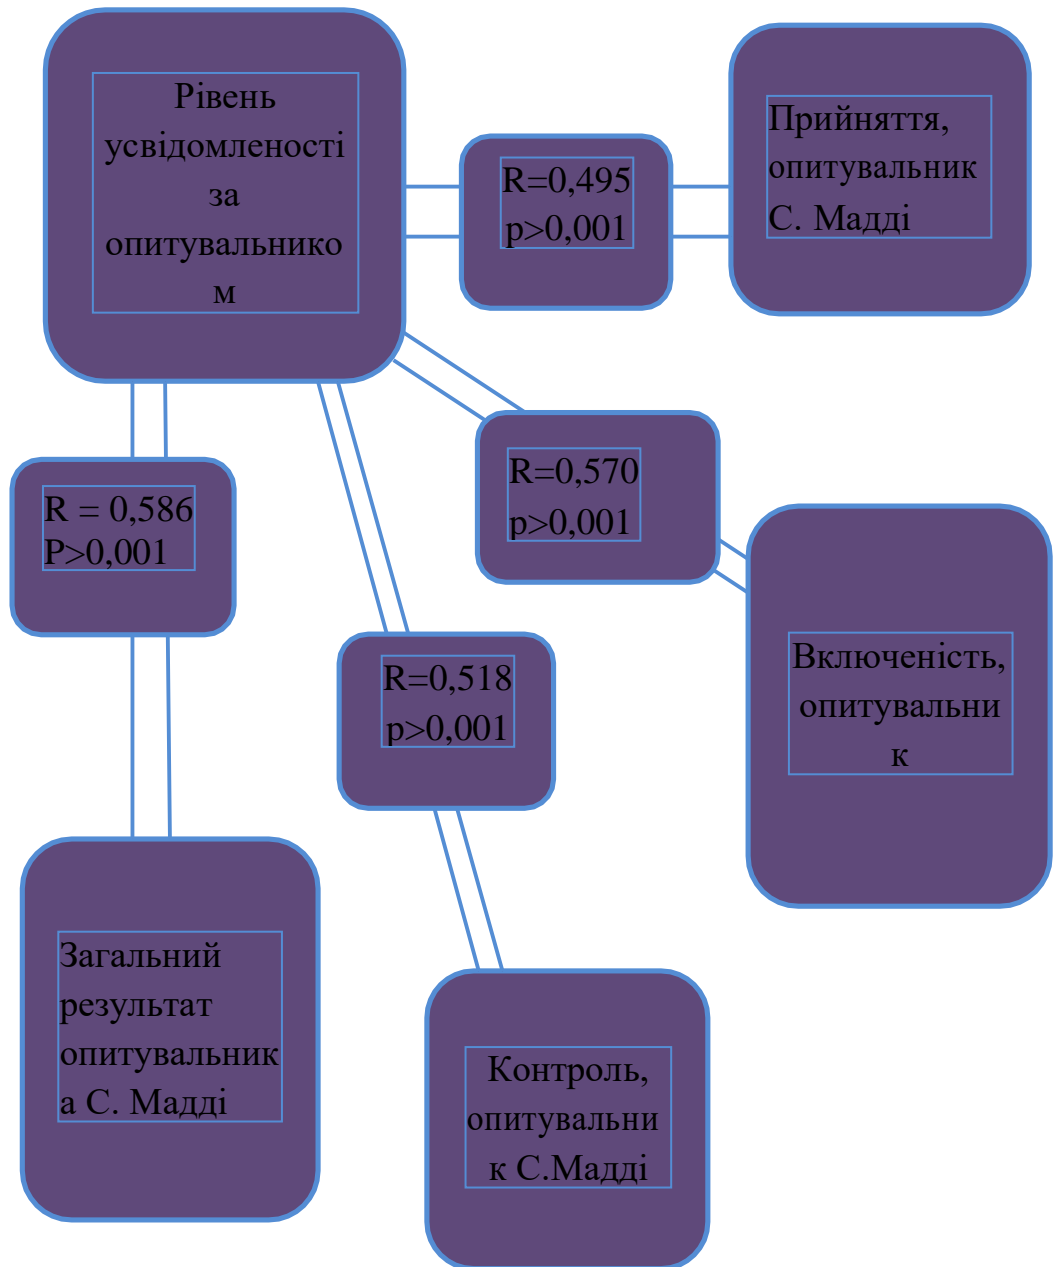 Рівень
усвідомленості
за
опитувальнико
м
R=0,495
p>0,001
Прийняття,
опитувальник
С. Мадді
R = 0,586
P>0,001
R=0,570
p>0,001
R=0,518
p>0,001
Включеність,
опитувальни
к
Загальний
результат
опитувальник
а С. Мадді
Контроль,
опитувальни
к С.Мадді